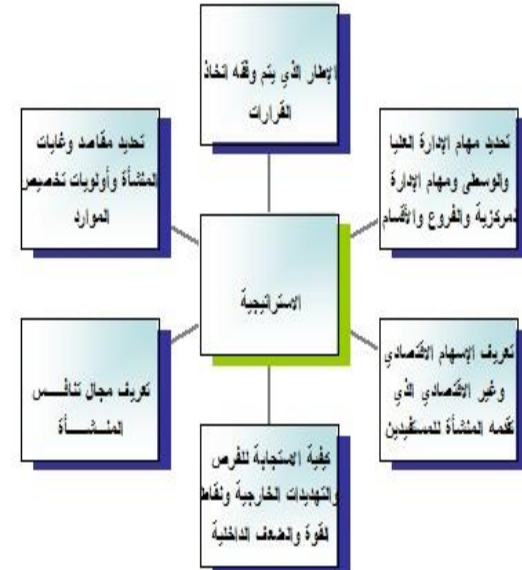 الإطار الذي يتم وفقه اتخاذ
القرارات
تحديد مهام الإدارة العليا
والوسطى ومهام الإدارة
المركزية والفروع والأقسام
تعريف الإسهام الاقتصادي
وغير الاقتصادي الذي
تقدمه المنشأة للمستفيدين
كيفية الاستجابة للفرص
والتهديدات الخارجية ونقاط
القوة والضعف الداخلية
تعريف مجال تنافس
المنشأة
تحديد مقاصد وغايات
المنشأة وأولويات تخصيص
الموارد
الاستراتيجية